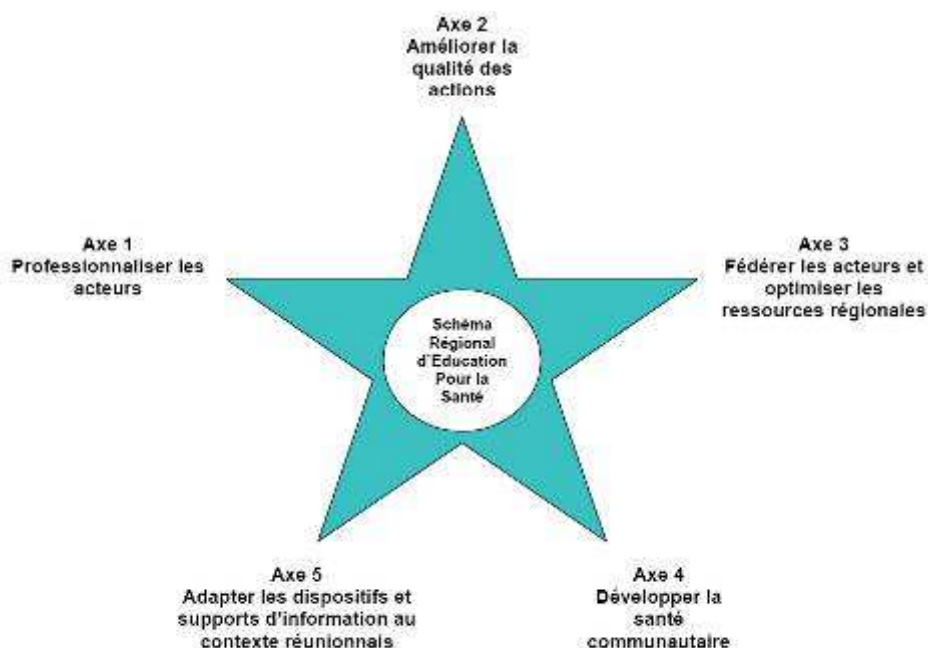 Axe 2
Améliorer la
qualité des
actions
Axe 1
Professionnaliser les
acteurs
Axe 3
Fédérer les acteurs et
optimiser les
ressources régionales
Schéma
Régional
d'Education
Pour la
Santé
Axe 5
Adapter les dispositifs et
supports d'information au
contexte réunionnais
Axe 4
Développer la
santé
communautaire